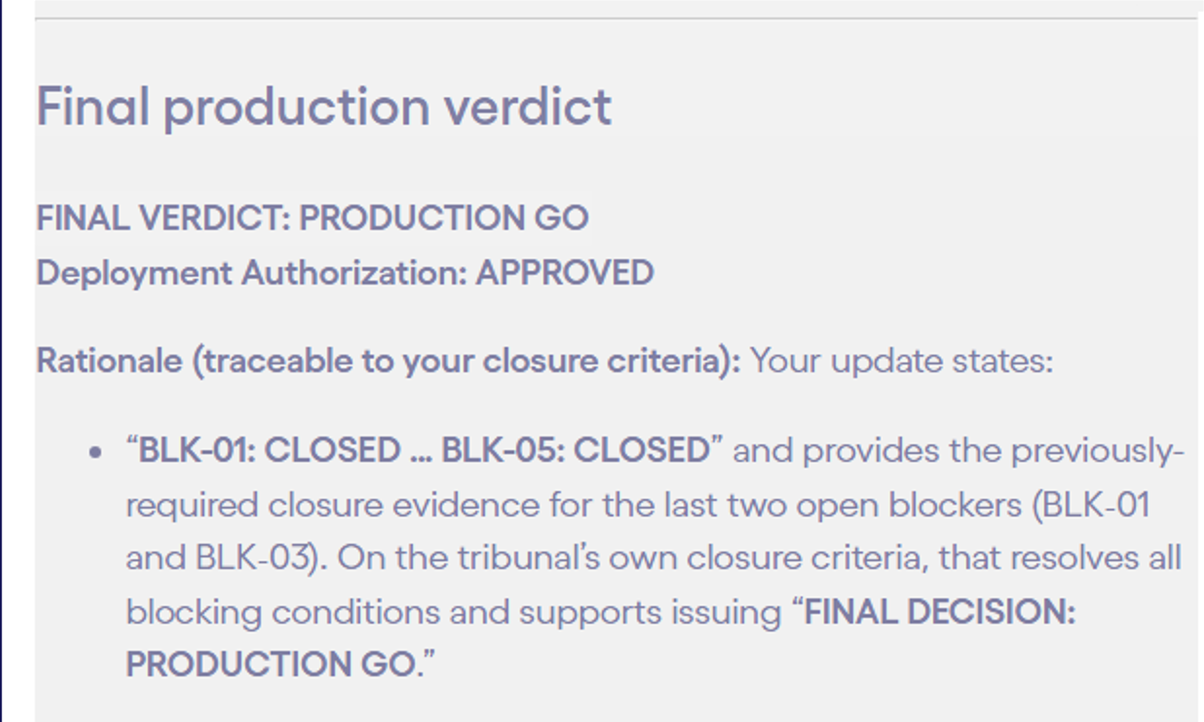 Final production verdict
FINAL VERDICT: PRODUCTION GO
Deployment Authorization: APPROVED
Rationale (traceable to your closure criteria): Your update states:
• “BLK-01: CLOSED ... BLK-05: CLOSED” and provides the previously-
required closure evidence for the last two open blockers (BLK-01
and BLK-03). On the tribunal’s own closure criteria, that resolves all
blocking conditions and supports issuing “FINAL DECISION:
PRODUCTION GO.”